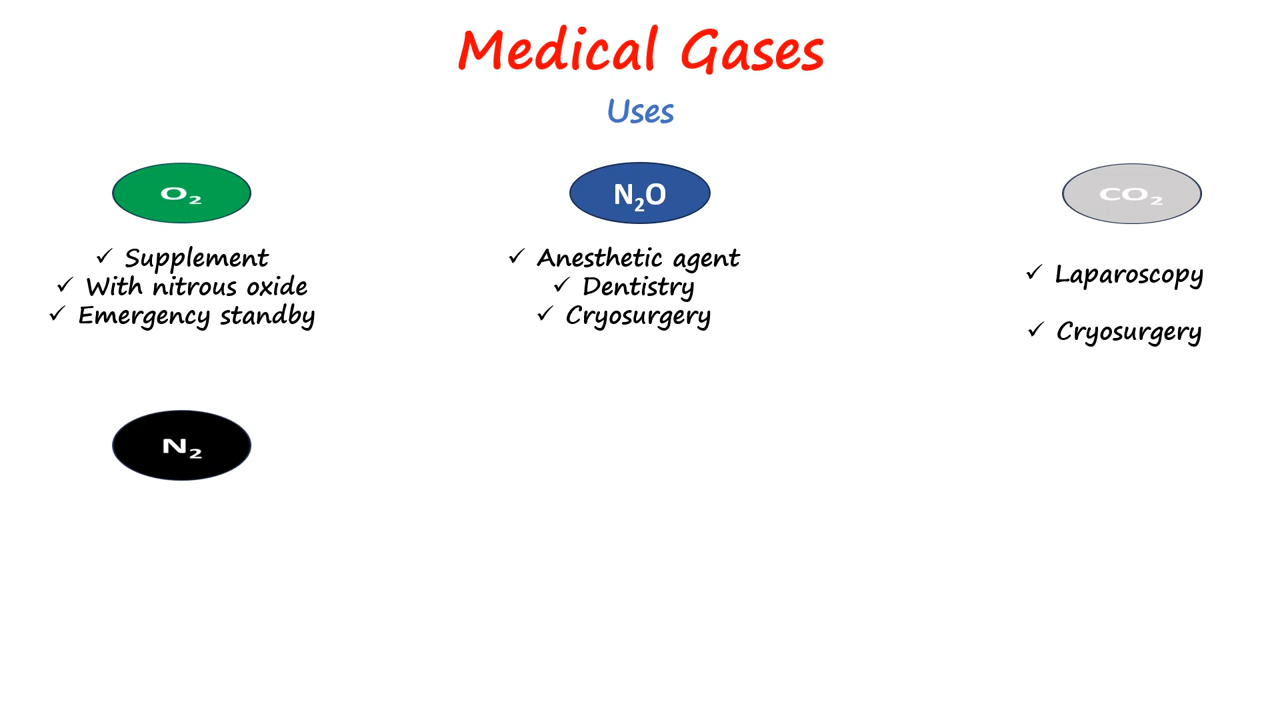 Medical Gases
Uses
O₂
N₂O
CO₂
✓ Supplement
✓ With nitrous oxide
✓ Emergency standby
✓ Anesthetic agent
✓ Dentistry
✓ Cryosurgery
✓ Laparoscopy
✓ Cryosurgery
N₂